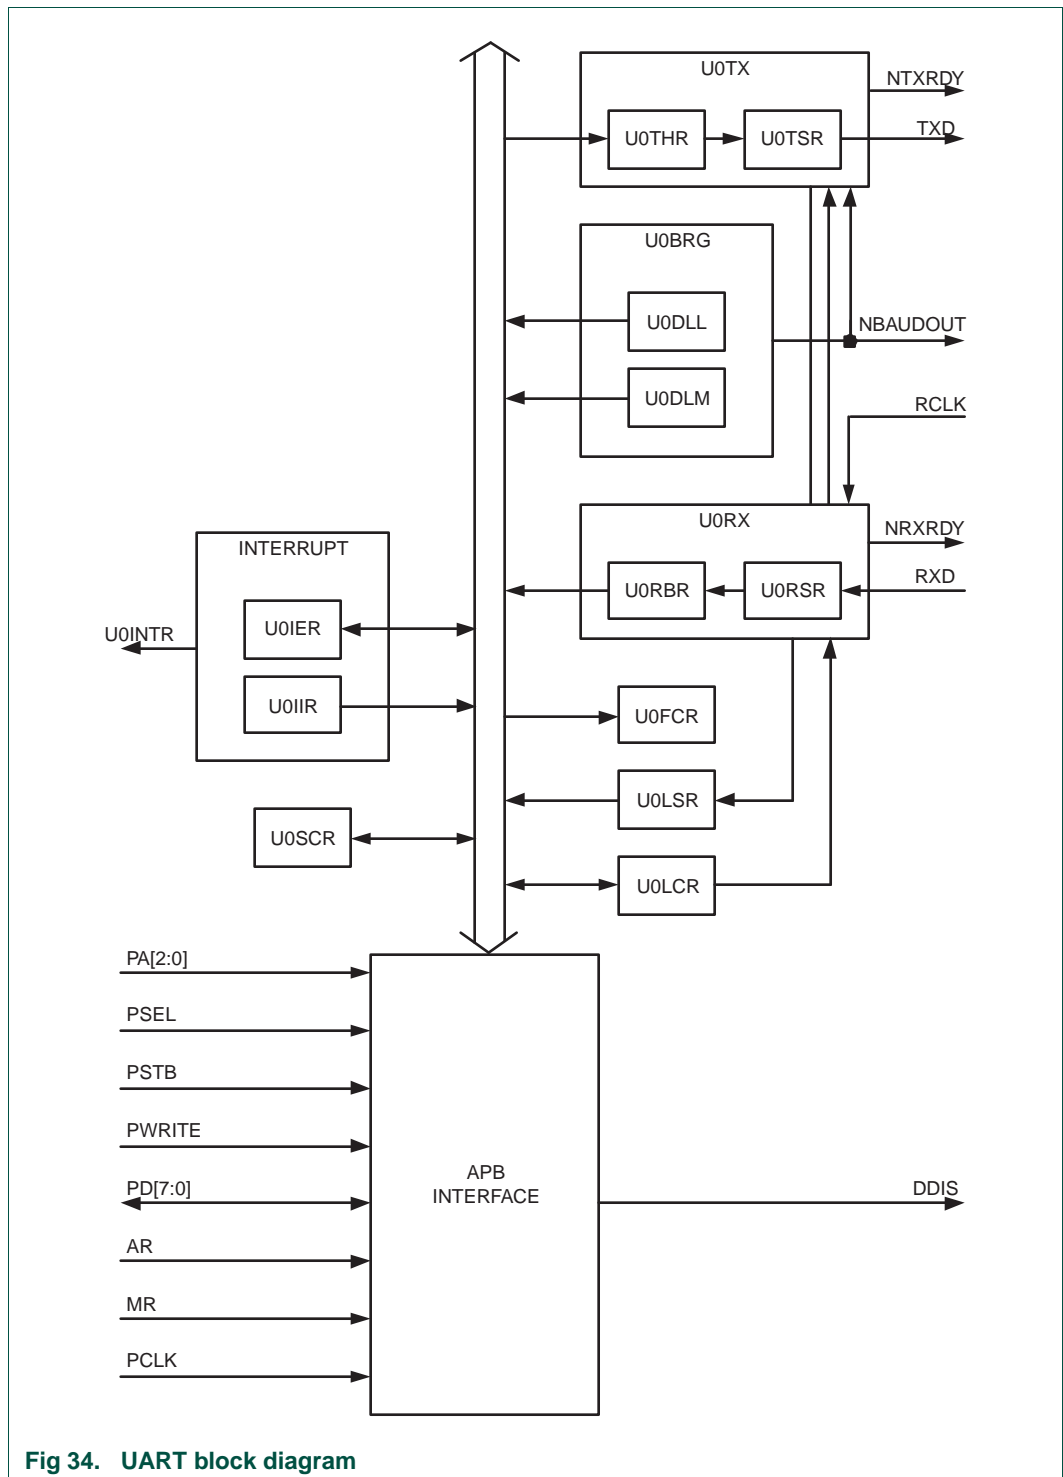 U0TX
NTXRDY
U0THR
U0TSR
TXD
U0BRG
U0DLL
NBAUDOUT
U0DLM
RCLK
U0RX
NRXRDY
INTERRUPT
U0RBR
U0RSR
RXD
U0INTR
U0IER
U0IIR
U0FCR
U0LSR
U0SCR
U0LCR
PA[2:0]
PSEL
PSTB
PWRITE
APB
INTERFACE
PD[7:0]
DDIS
AR
MR
PCLK
Fig 34. UART block diagram